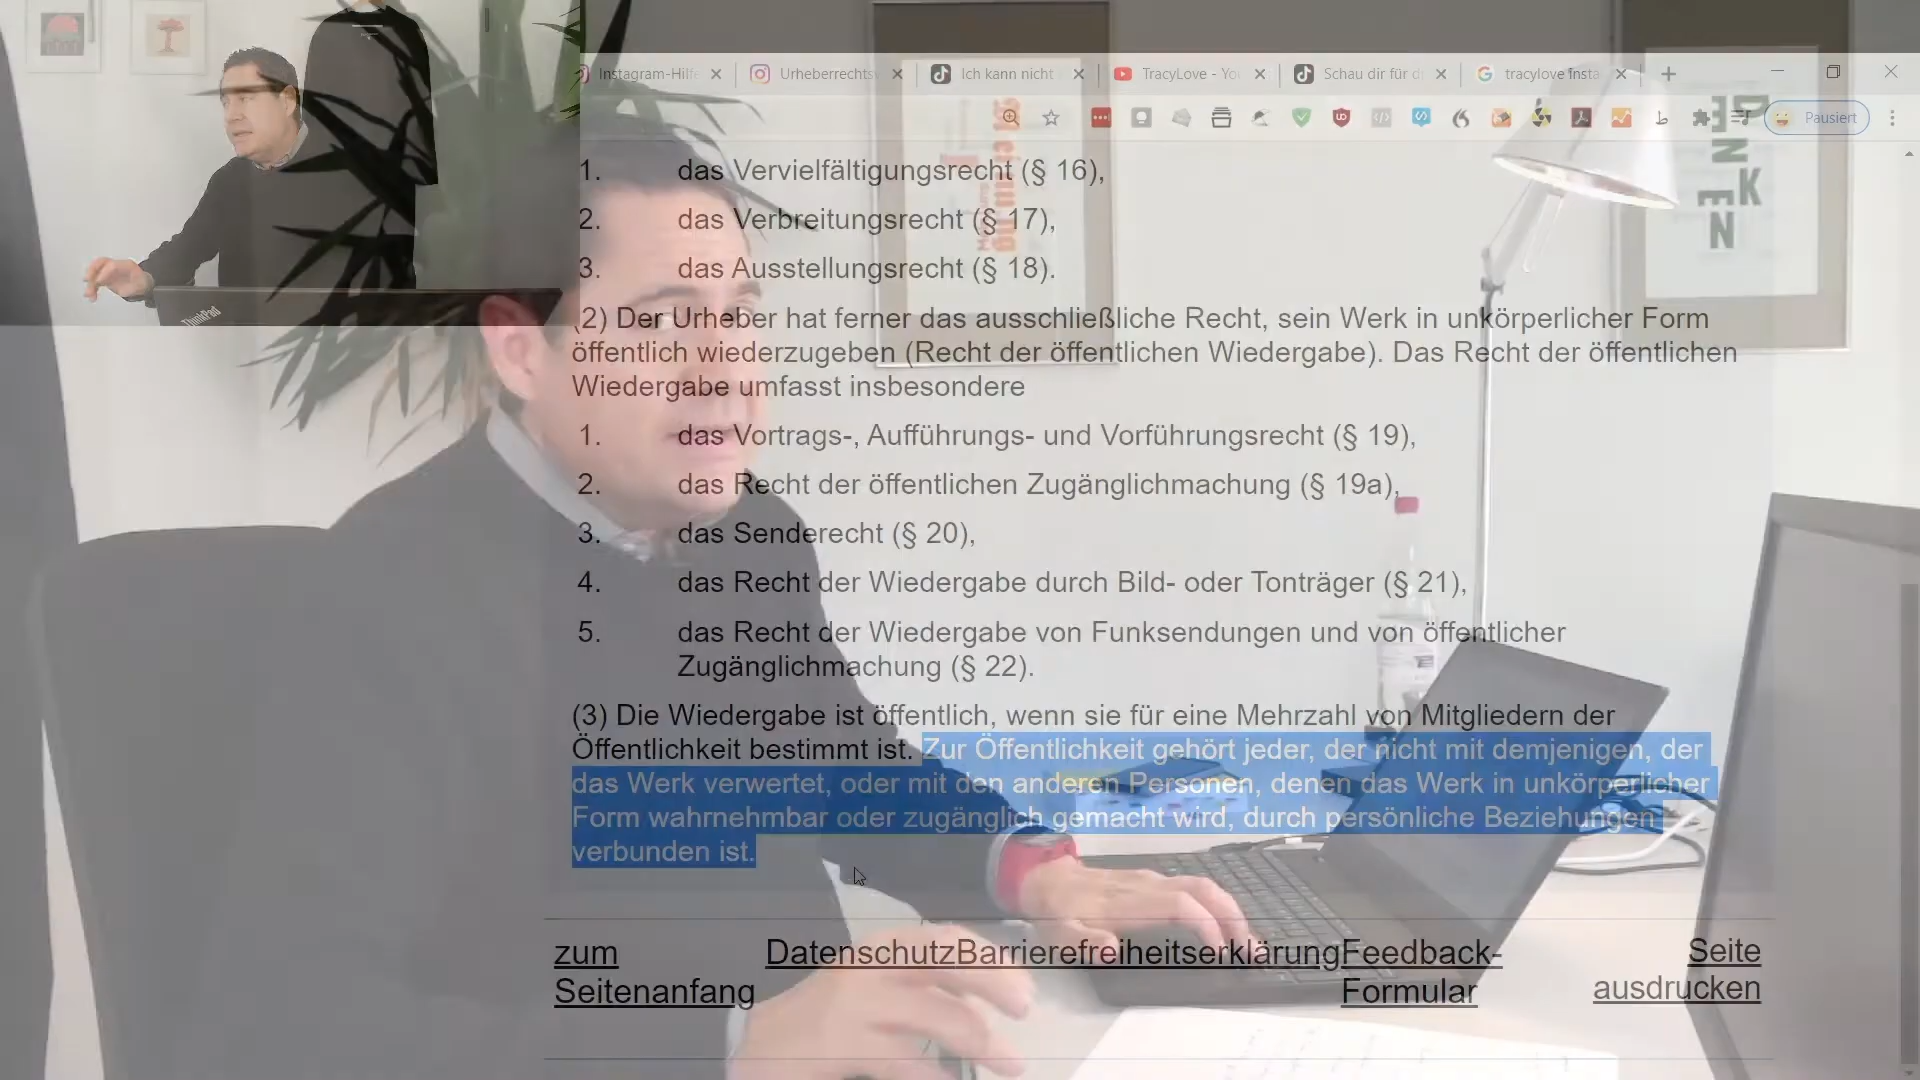 Instagram-Hilfe
Urheberrechtsv
Ich kann nicht
TracyLove - You
Schau dir für d
tracylove insta
Pausiert
1. das Vervielfältigungsrecht (§ 16),
2. das Verbreitungsrecht (§ 17),
3. das Ausstellungsrecht (§ 18).
(2) Der Urheber hat ferner das ausschließliche Recht, sein Werk in unkörperlicher Form
öffentlich wiederzugeben (Recht der öffentlichen Wiedergabe). Das Recht der öffentlichen
Wiedergabe umfasst insbesondere
1. das Vortrags-, Aufführungs- und Vorführungsrecht (§ 19),
2. das Recht der öffentlichen Zugänglichmachung (§ 19a),
3. das Senderecht (§ 20),
4. das Recht der Wiedergabe durch Bild- oder Tonträger (§ 21),
5. das Recht der Wiedergabe von Funksendungen und von öffentlicher
Zugänglichmachung (§ 22).
(3) Die Wiedergabe ist öffentlich, wenn sie für eine Mehrzahl von Mitgliedern der
Öffentlichkeit bestimmt ist. Zur Öffentlichkeit gehört jeder, der nicht mit demjenigen, der
das Werk verwertet, oder mit den anderen Personen, denen das Werk in unkörperlicher
Form wahrnehmbar oder zugänglich gemacht wird, durch persönliche Beziehungen
verbunden ist.
zum
Seitenanfang
Datenschutz
Barrierefreiheitserklärung
Feedback-
Formular
Seite
ausdrucken
ThinkPad